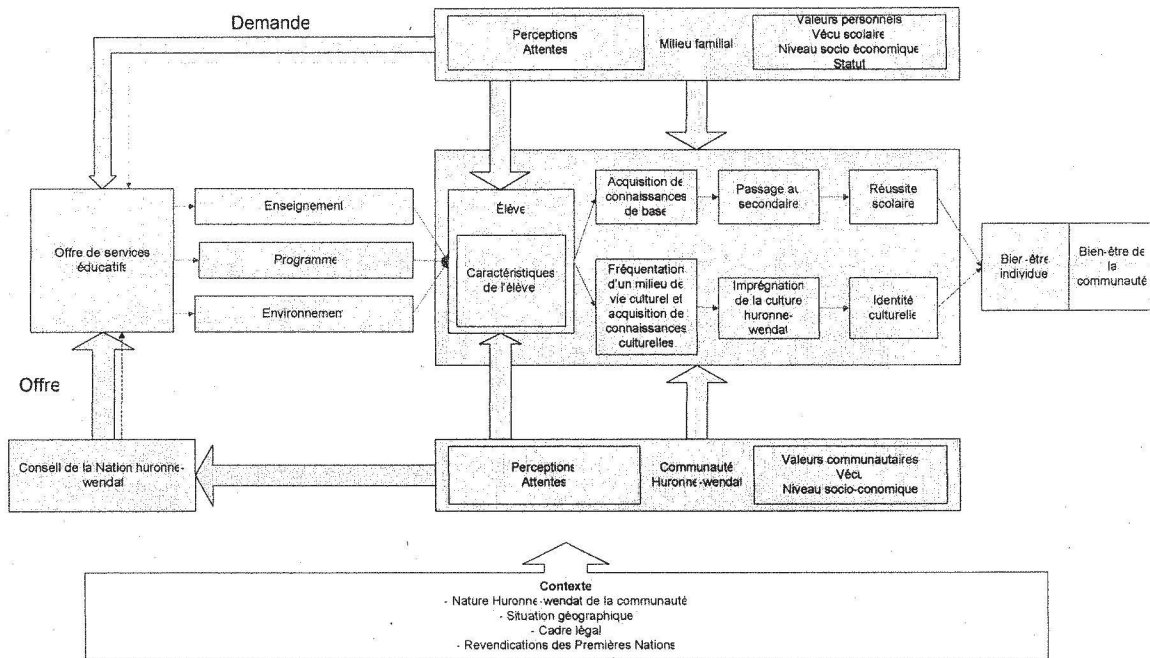 Demande
Perceptions
Attentes
Milieu familial
Valeurs personnels
Vécu scolaire
Niveau socio économique
Statut
Offre de services
éducatifs
Enseignement
Programme
Environnement
Élève
Caractéristiques
de l'élève
Acquisition de
connaissances
de base
Passage au
secondaire
Réussite
scolaire
Fréquentation
d'un milieu de
vie culturel et
acquisition de
connaissances
culturelles
Imprégnation
de la culture
huronne-
wendat
Identité
culturelle
Bien-être
individuel
Bien-être de
la
communauté
Offre
Conseil de la Nation huronne-
wendat
Perceptions
Attentes
Communauté
Huronne-wendat
Valeurs communautaires
Vécu
Niveau socio-conomique
Contexte
- Nature Huronne-wendat de la communauté
- Situation géographique
- Cadre légal
- Revendications des Premières Nations